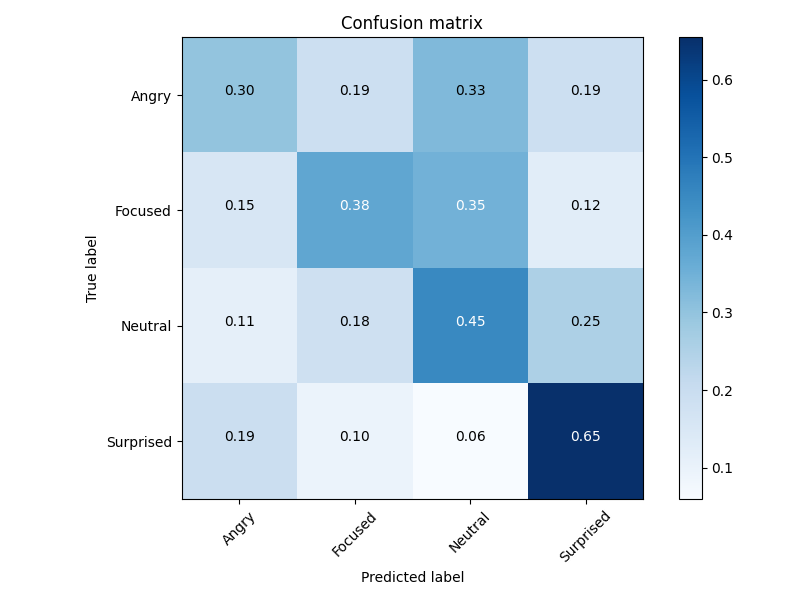 Confusion matrix
Angry 0.30 0.19 0.33 0.19 0.6
0.5
Focused 0.15 0.38 0.35 0.12 0.4
True label
0.3
Neutral 0.11 0.18 0.45 0.25
0.2
Surprised 0.19 0.10 0.06 0.65
0.1
Angry Focused Neutral Surprised
Predicted label